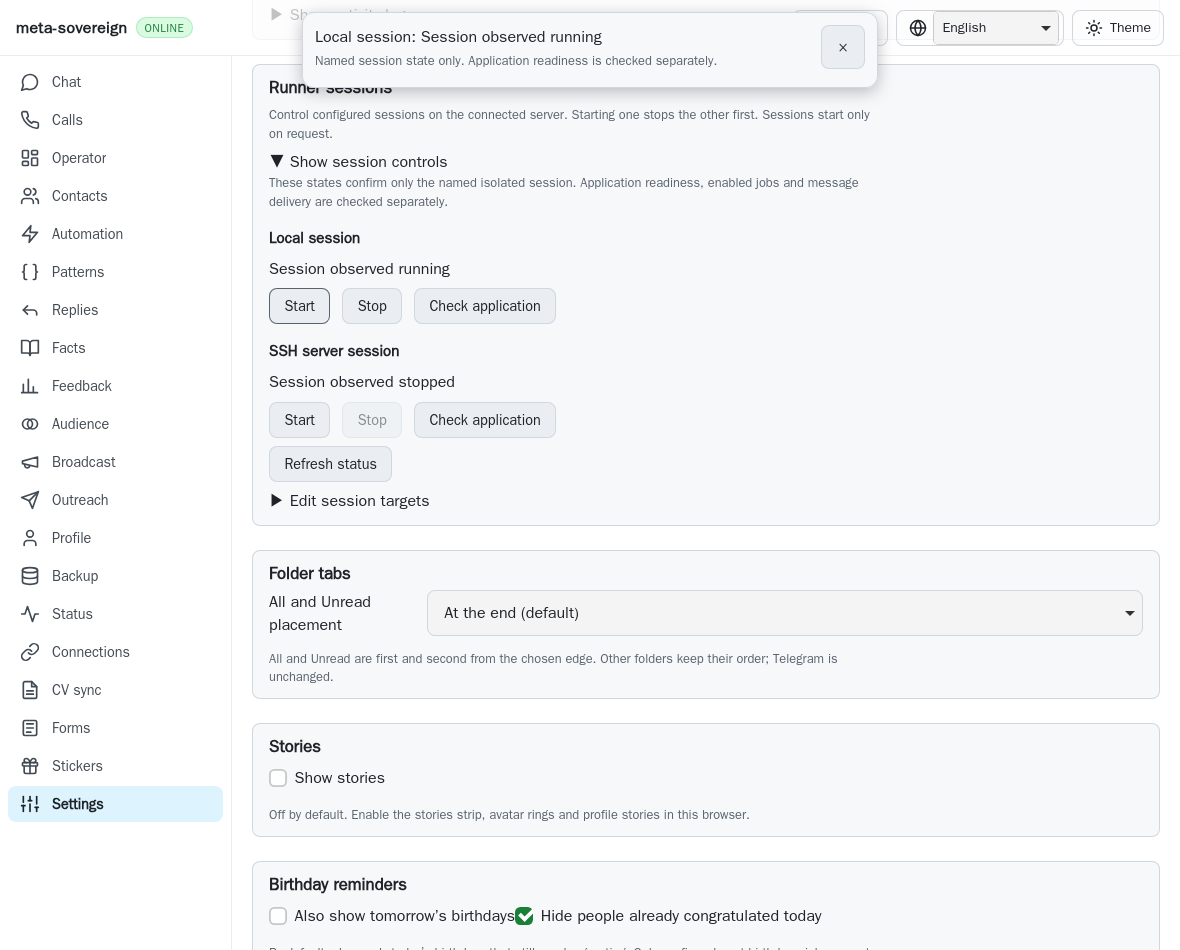 meta-sovereign
ONLINE
English
Theme
Local session: Session observed running
Named session state only. Application readiness is checked separately.
×
Chat
Calls
Operator
Contacts
Automation
Patterns
Replies
Facts
Feedback
Audience
Broadcast
Outreach
Profile
Backup
Status
Connections
CV sync
Forms
Stickers
Settings
Runner sessions
Control configured sessions on the connected server. Starting one stops the other first. Sessions start only
on request.
Show session controls
These states confirm only the named isolated session. Application readiness, enabled jobs and message
delivery are checked separately.
Local session
Session observed running
Start Stop Check application
SSH server session
Session observed stopped
Start Stop Check application
Refresh status
Edit session targets
Folder tabs
All and Unread
placement
At the end (default)
All and Unread are first and second from the chosen edge. Other folders keep their order; Telegram is
unchanged.
Stories
Show stories
Off by default. Enable the stories strip, avatar rings and profile stories in this browser.
Birthday reminders
Also show tomorrow's birthdays Hide people already congratulated today